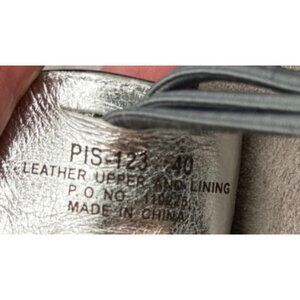 PIS-123 40
LEATHER UPPER AND LINING
P.O.NO.
MADE IN CHINA